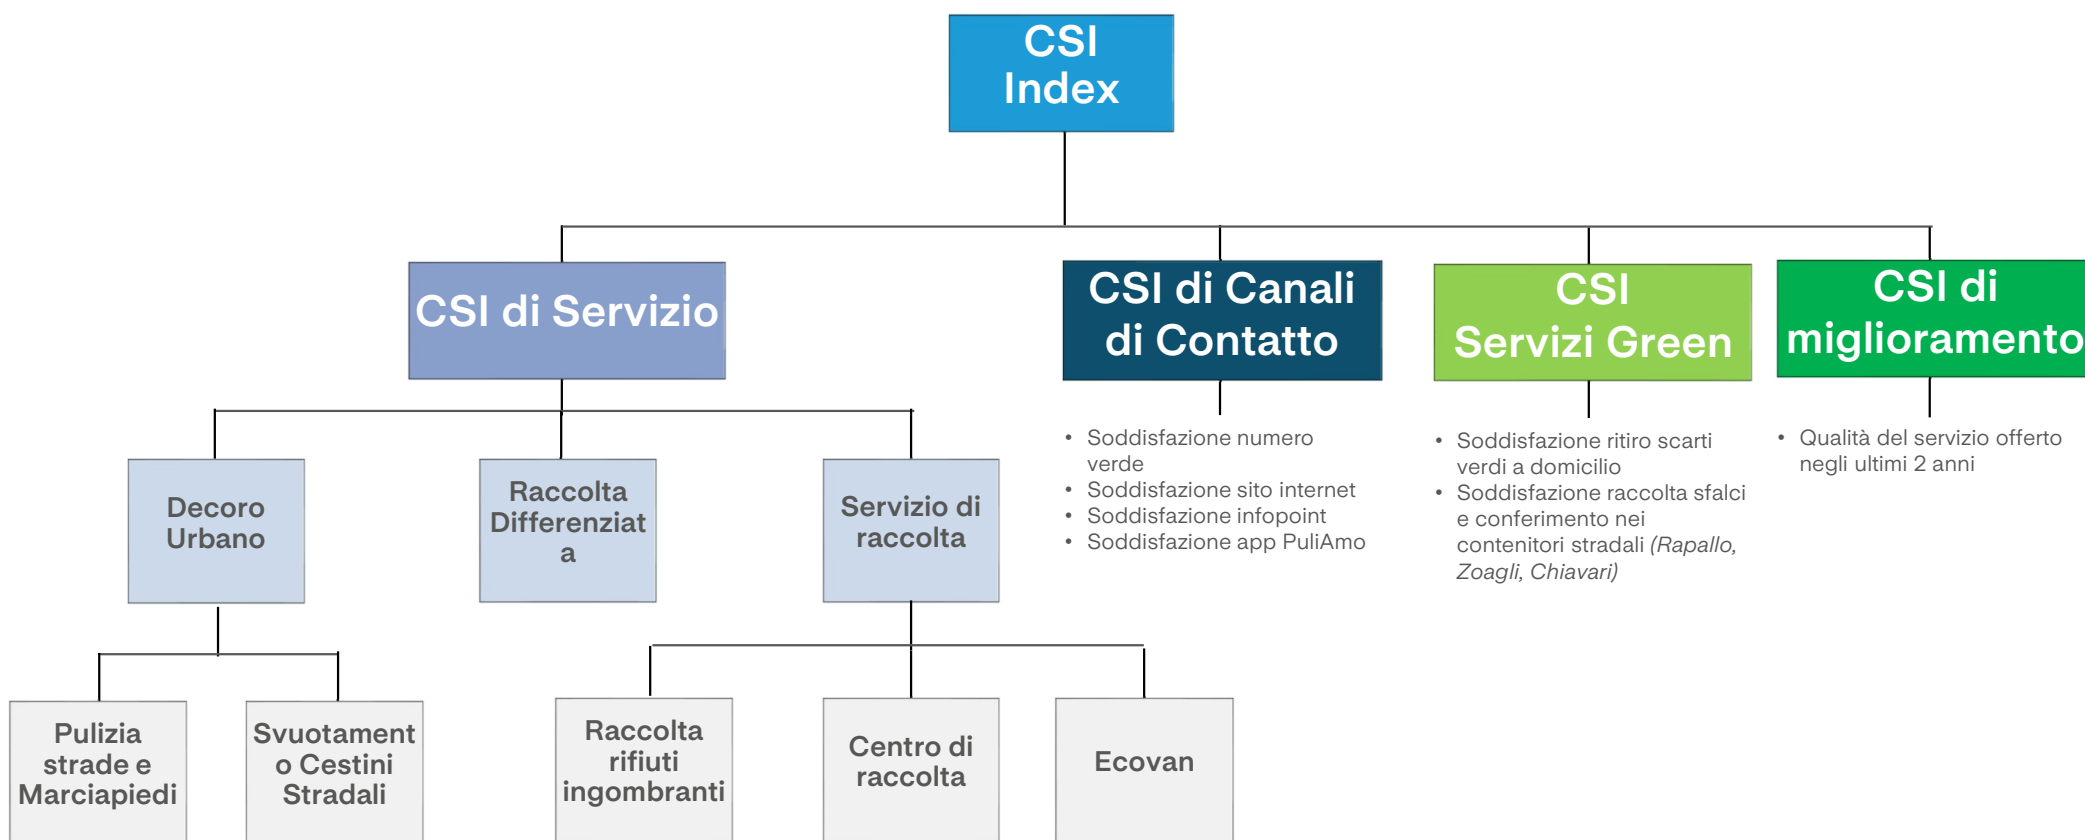 CSI
Index
CSI di Servizio
CSI di Canali
di Contatto
CSI
Servizi Green
CSI di
miglioramento
• Soddisfazione numero
verde
• Soddisfazione sito internet
• Soddisfazione infopoint
• Soddisfazione app PuliAmo
• Soddisfazione ritiro scarti
verdi a domicilio
• Soddisfazione raccolta sfalci
e conferimento nei
contenitori stradali (Rapallo,
Zoagli, Chiavari)
• Qualità del servizio offerto
negli ultimi 2 anni
Decoro
Urbano
Raccolta
Differenziat
a
Servizio di
raccolta
Pulizia
strade e
Marciapiedi
Svuotament
o Cestini
Stradali
Raccolta
rifiuti
ingombranti
Centro di
raccolta
Ecovan